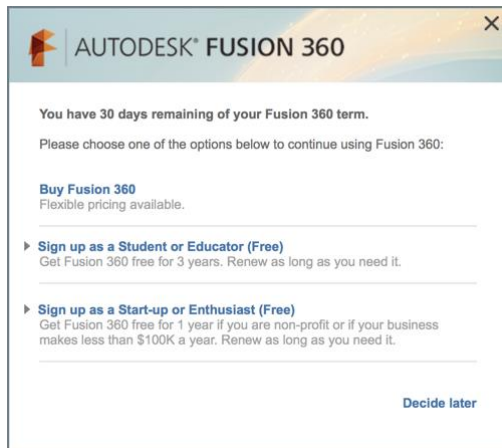 AUTODESK® FUSION 360
You have 30 days remaining of your Fusion 360 term.
Please choose one of the options below to continue using Fusion 360:
Buy Fusion 360
Flexible pricing available.
Sign up as a Student or Educator (Free)
Get Fusion 360 free for 3 years. Renew as long as you need it.
Sign up as a Start-up or Enthusiast (Free)
Get Fusion 360 free for 1 year if you are non-profit or if your business
makes less than $100K a year. Renew as long as you need it.
Decide later